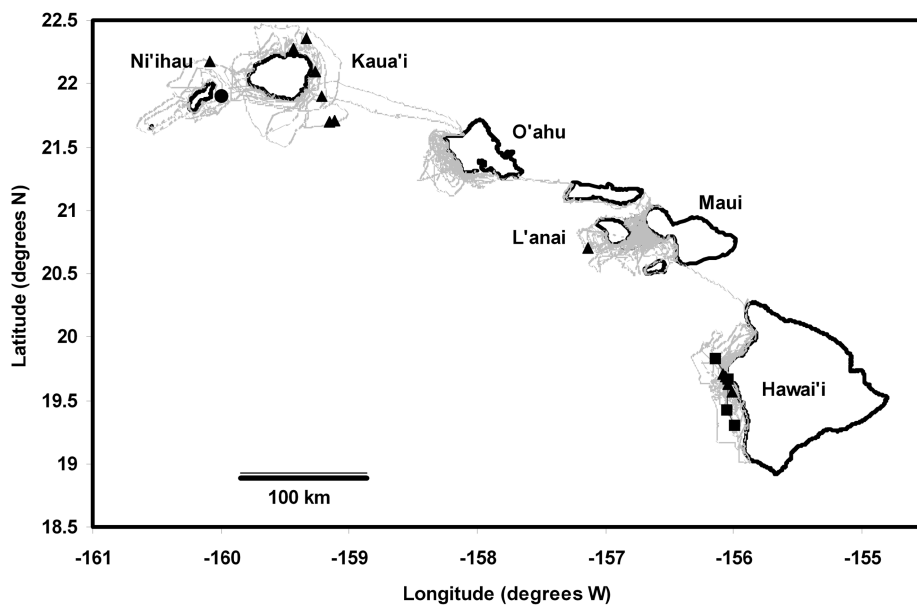 22.5
22
21.5
21
20.5
20
19.5
19
18.5
Latitude (degrees N)
Ni'ihau
Kaua'i
O'ahu
Maui
L'anai
Hawai'i
100 km
-161
-160
-159
-158
-157
-156
-155
Longitude (degrees W)